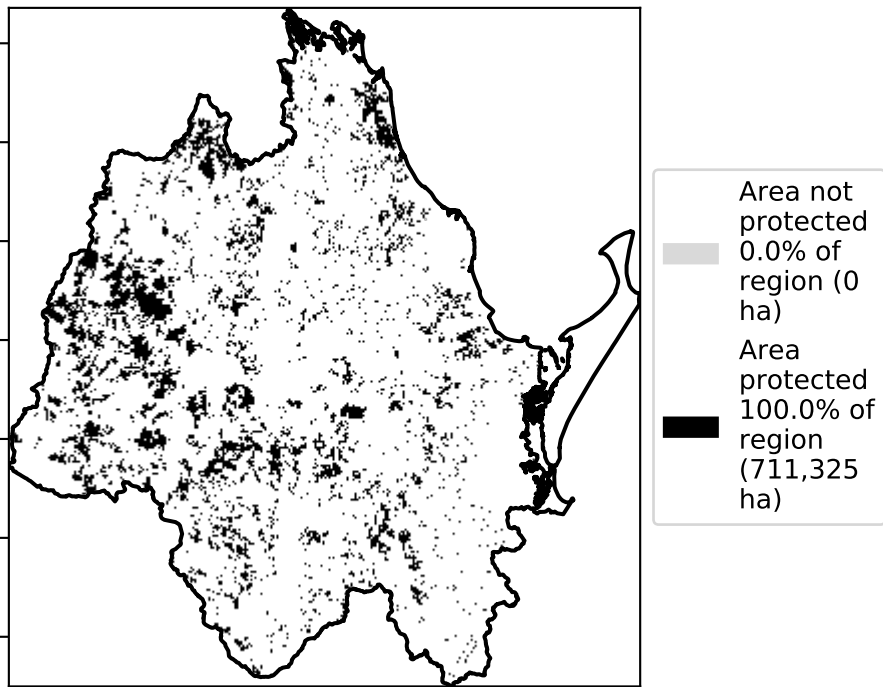 Area not
protected
0.0% of
region (0
ha)
Area
protected
100.0% of
region
(711,325
ha)